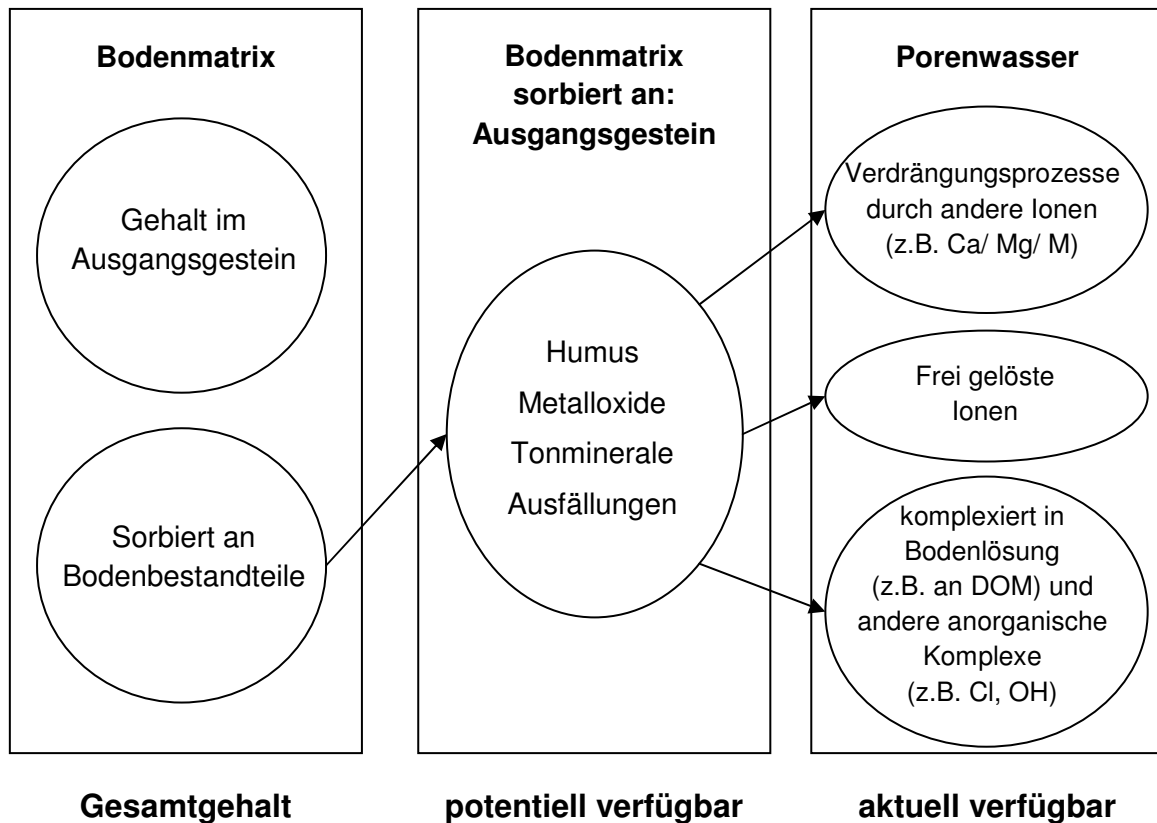 Bodenmatrix
Gehalt im
Ausgangsgestein
Sorbiert an
Bodenbestandteile
Gesamtgehalt
Bodenmatrix
sorbiert an:
Ausgangsgestein
Humus
Metalloxide
Tonminerale
Ausfällungen
potentiell verfügbar
Porenwasser
Verdrängungsprozesse
durch andere Ionen
(z.B. Ca/ Mg/ M)
Frei gelöste
Ionen
komplexiert in
Bodenlösung
(z.B. an DOM) und
andere anorganische
Komplexe
(z.B. Cl, OH)
aktuell verfügbar